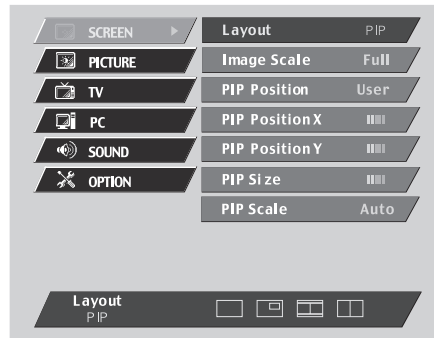 SCREEN
PICTURE
TV
PC
SOUND
OPTION
Layout PIP
Image Scale Full
PIP Position User
PIP Position X
PIP Position Y
PIP Size
PIP Scale Auto
Layout
PIP